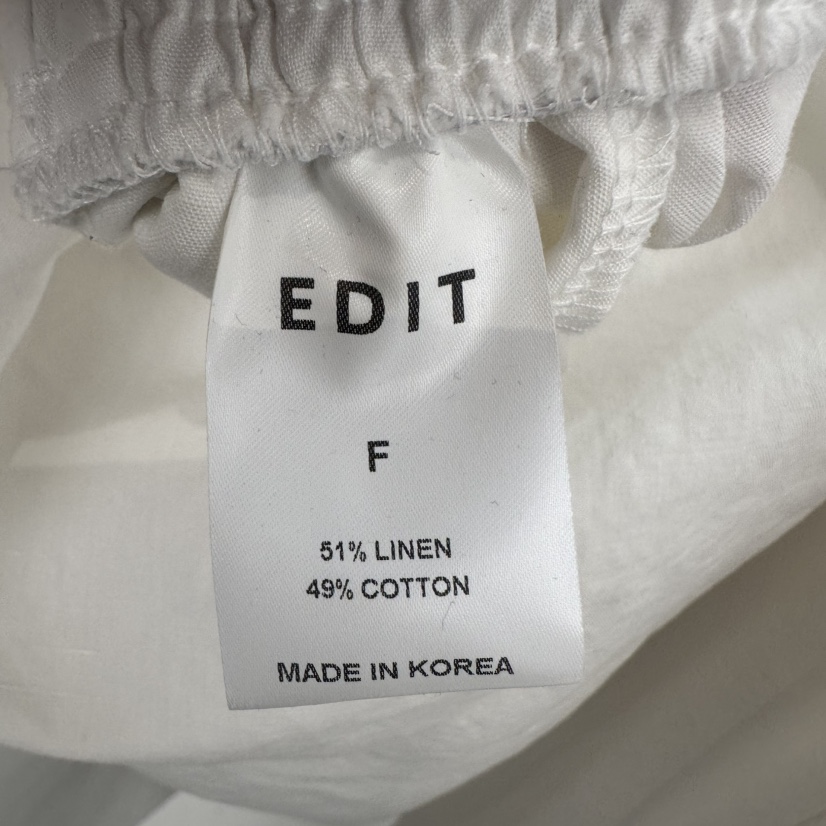 EDIT
F
51% LINEN
49% COTTON
MADE IN KOREA